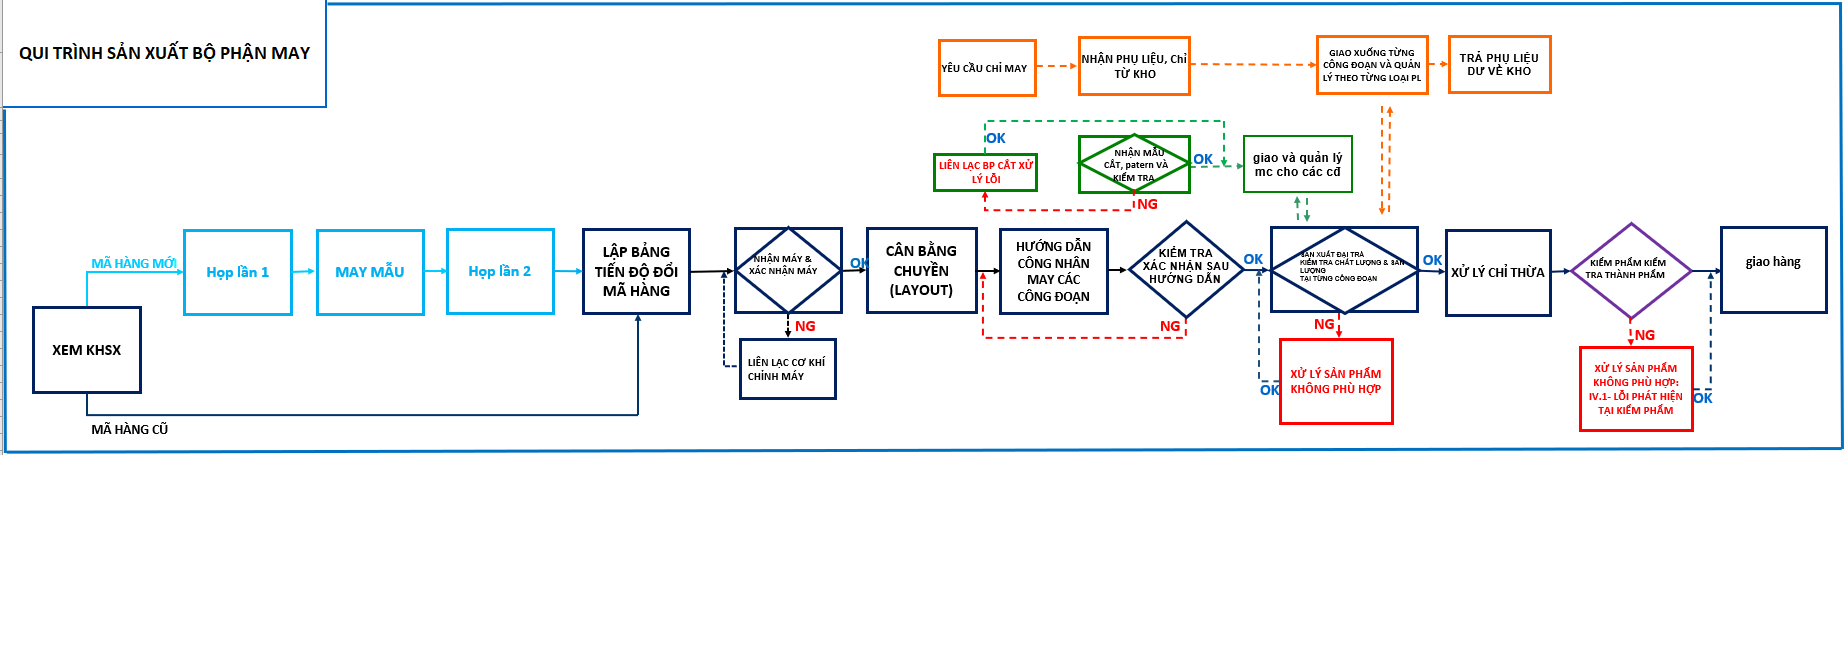 QUI TRÌNH SẢN XUẤT BỘ PHẬN MAY
YÊU CẦU CHỈ MAY
NHẬN PHỤ LIỆU, Chỉ
TỪ KHO
GIAO XUỐNG TỪNG
CÔNG ĐOẠN VÀ QUẢN
LÝ THEO TỪNG LOẠI PL
TRẢ PHỤ LIỆU
DƯ VỀ KHO
OK
LIÊN LẠC BP CẮT XỬ
LÝ LỖI
NHẬN MẪU
CẮT, patern VÀ
KIỂM TRA
OK
NG
giao và quản lý
mc cho các cđ
MÃ HÀNG MỚI
XEM KHSX
MÃ HÀNG CŨ
Họp lần 1
MAY MẪU
Họp lần 2
LẬP BẢNG
TIẾN ĐỘ ĐỔI
MÃ HÀNG
NHẬN MÁY &
XÁC NHẬN MÁY
OK
NG
LIÊN LẠC CƠ KHÍ
CHỈNH MÁY
CÂN BẰNG
CHUYỀN
(LAYOUT)
HƯỚNG DẪN
CÔNG NHÂN
MAY CÁC
CÔNG ĐOẠN
KIỂM TRA
XÁC NHẬN SAU
HƯỚNG DẪN
NG
OK
SẢN XUẤT ĐẠI TRÀ
KIỂM TRA CHẤT LƯỢNG & SẢN
LƯỢNG
TẠI TỪNG CÔNG ĐOẠN
OK
NG
XỬ LÝ SẢN PHẨM
KHÔNG PHÙ HỢP
OK
XỬ LÝ CHỈ THỪA
KIỂM PHẨM KIỂM
TRA THÀNH PHẨM
NG
XỬ LÝ SẢN PHẨM
KHÔNG PHÙ HỢP:
IV.1- LỖI PHÁT HIỆN
TẠI KIỂM PHẨM
OK
giao hàng